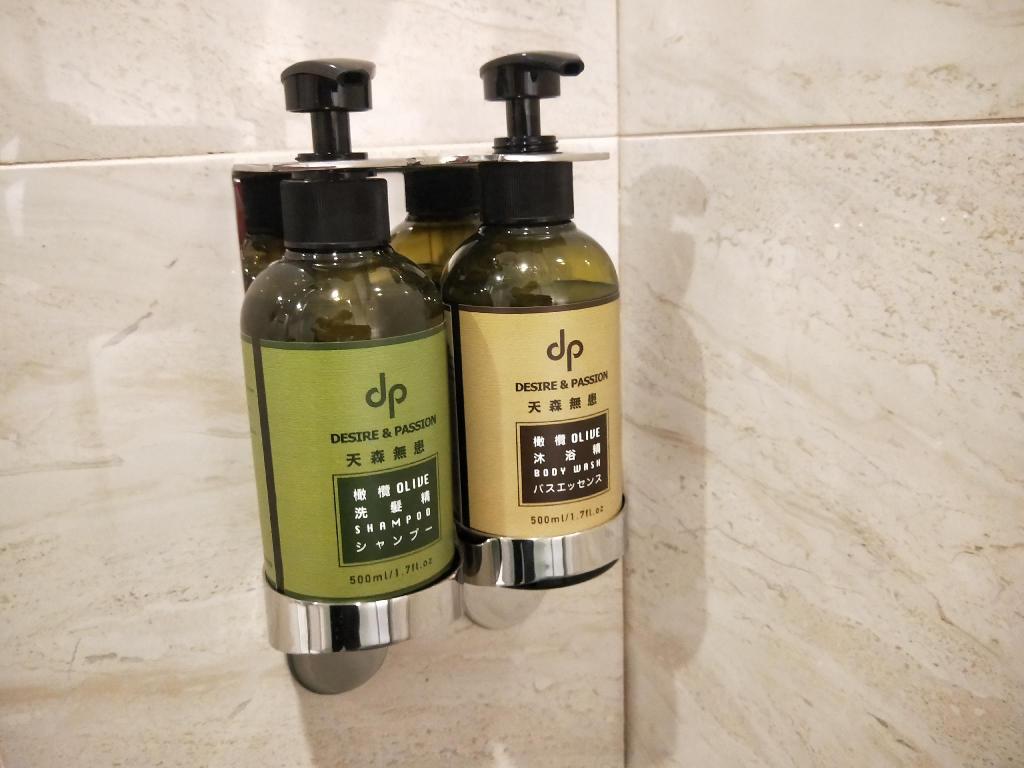 dp
DESIRE & PASSION
天森無患
橄欖 OLIVE
洗髮精
SHAMPOO
シャンプー
500ml/1.7fl.oz
dp
DESIRE & PASSION
天森無患
橄欖 OLIVE
沐浴精
BODY WASH
バスエッセンス
500ml/1.7fl.oz